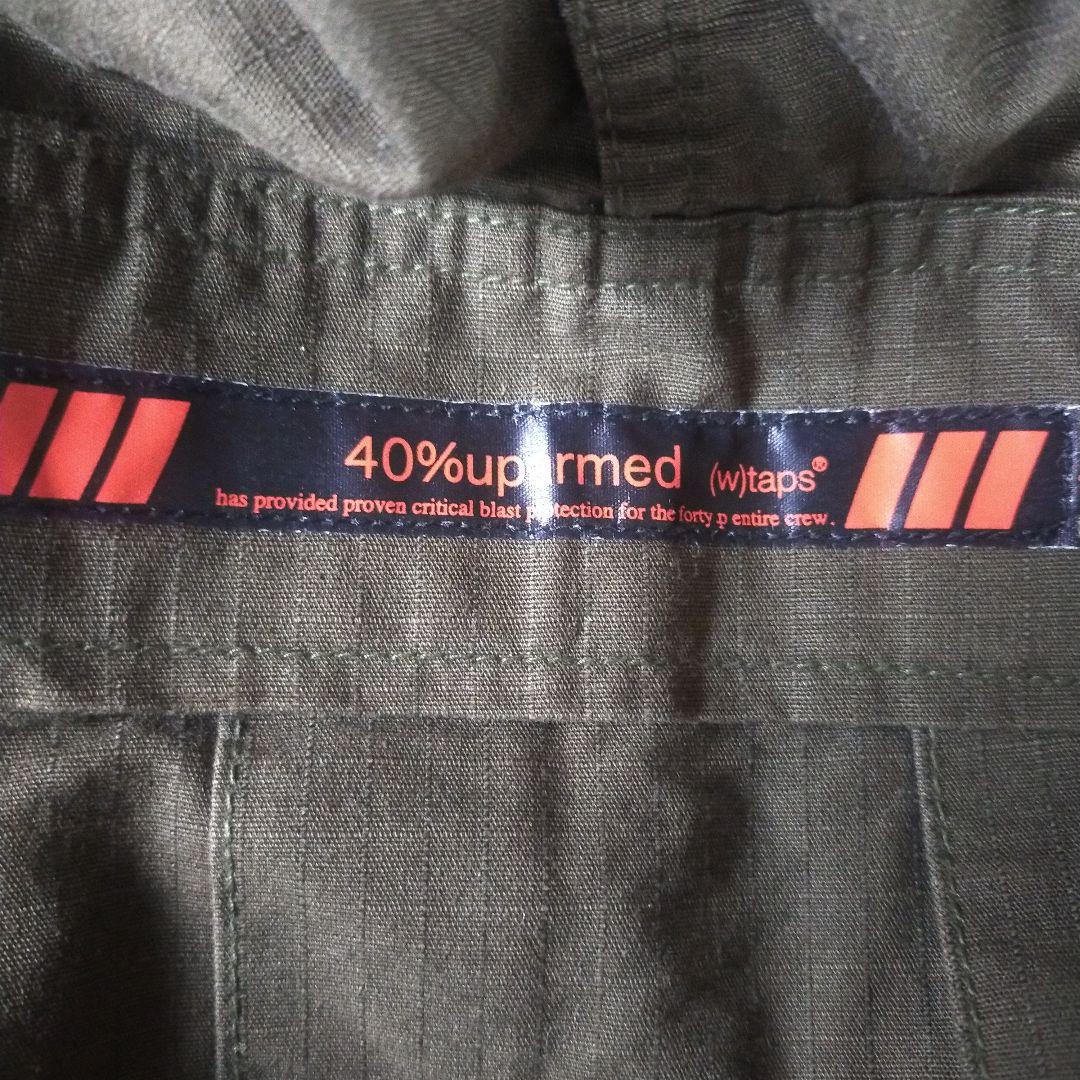 40%uparmed (w)taps®
has provided proven critical blast protection for the forty p entire crew.